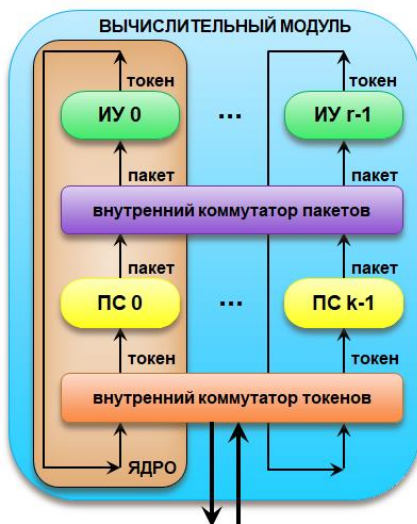 ВЫЧИСЛИТЕЛЬНЫЙ МОДУЛЬ
токен токен
ИУ 0 ... ИУ r-1
пакет пакет
внутренний коммутатор пакетов
пакет пакет
ПС 0 ... ПС k-1
токен токен
внутренний коммутатор токенов
ЯДРО